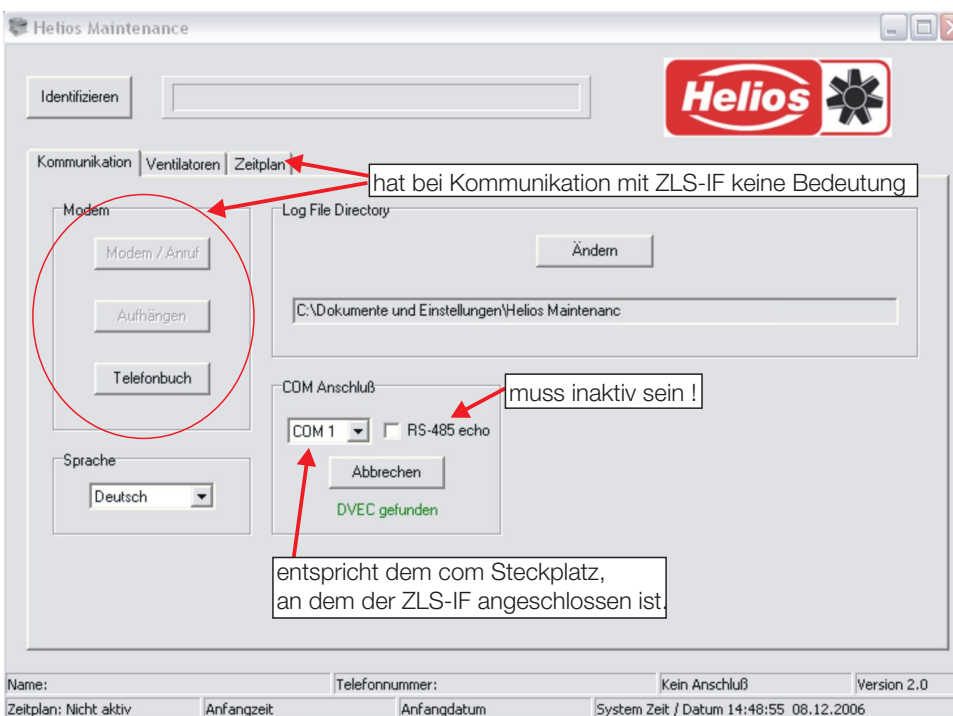 Helios Maintenance
Identifizieren
Helios
Kommunikation Ventilatoren Zeitplan
hat bei Kommunikation mit ZLS-IF keine Bedeutung
Modem
Modem / Anruf
Aufhängen
Telefonbuch
Log File Directory
Ändern
C:\Dokumente und Einstellungen\Helios Maintenanc
COM Anschluß
muss inaktiv sein !
COM 1 RS-485 echo
Abbrechen
DVEC gefunden
Sprache
Deutsch
entspricht dem com Steckplatz,
an dem der ZLS-IF angeschlossen ist.
Name: Telefonnummer: Kein Anschluß Version 2.0
Zeitplan: Nicht aktiv Anfangzeit Anfangdatum System Zeit / Datum 14:48:55 08.12.2006